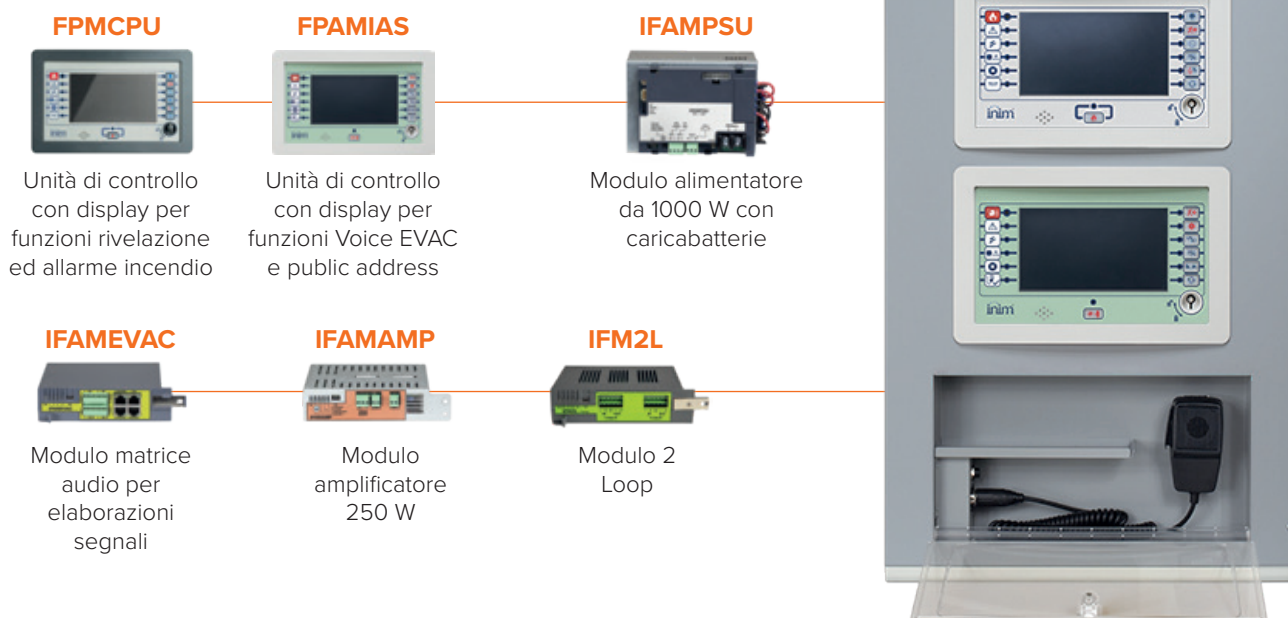 FPMCPU
Unità di controllo
con display per
funzioni rivelazione
ed allarme incendio
FPAMIAS
Unità di controllo
con display per
funzioni Voice EVAC
e public address
IFAMPSU
Modulo alimentatore
da 1000 W con
caricabatterie
IFAMEVAC
Modulo matrice
audio per
elaborazioni
segnali
IFAMAMP
Modulo
amplificatore
250 W
IFM2L
Modulo 2
Loop
inim
inim
inim
inim